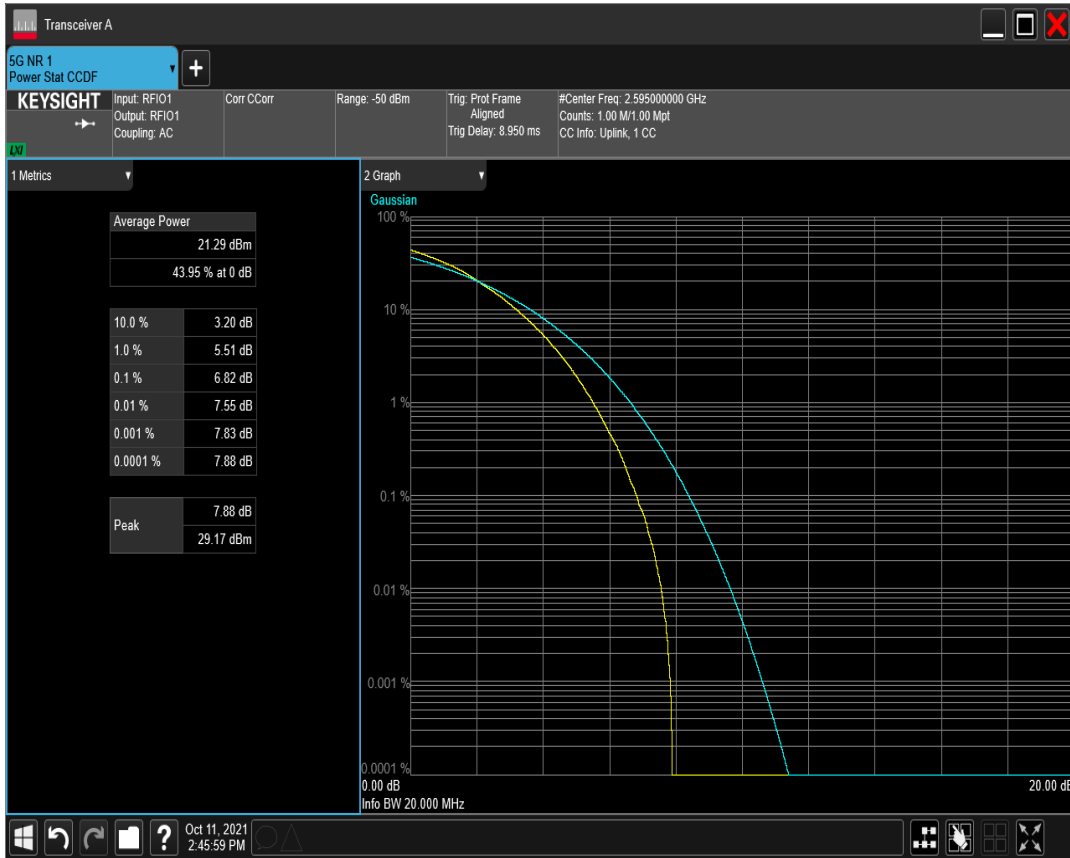 Transceiver A
5G NR 1
Power Stat CCDF
+
KEYSIGHT
LXI
Input: RFIO1
Output: RFIO1
Coupling: AC
Corr CCorr
Range: -50 dBm
Trig: Prot Frame
Aligned
Trig Delay: 8.950 ms
#Center Freq: 2.595000000 GHz
Counts: 1.00 M/1.00 Mpt
CC Info: Uplink, 1 CC
1 Metrics
Average Power
21.29 dBm
43.95 % at 0 dB
10.0 % 3.20 dB
1.0 % 5.51 dB
0.1 % 6.82 dB
0.01 % 7.55 dB
0.001 % 7.83 dB
0.0001 % 7.88 dB
Peak
7.88 dB
29.17 dBm
2 Graph
Gaussian
100 %
10 %
1 %
0.1 %
0.01 %
0.001 %
0.0001 %
0.00 dB 20.00 dB
Info BW 20.000 MHz
?
Oct 11, 2021
2:45:59 PM